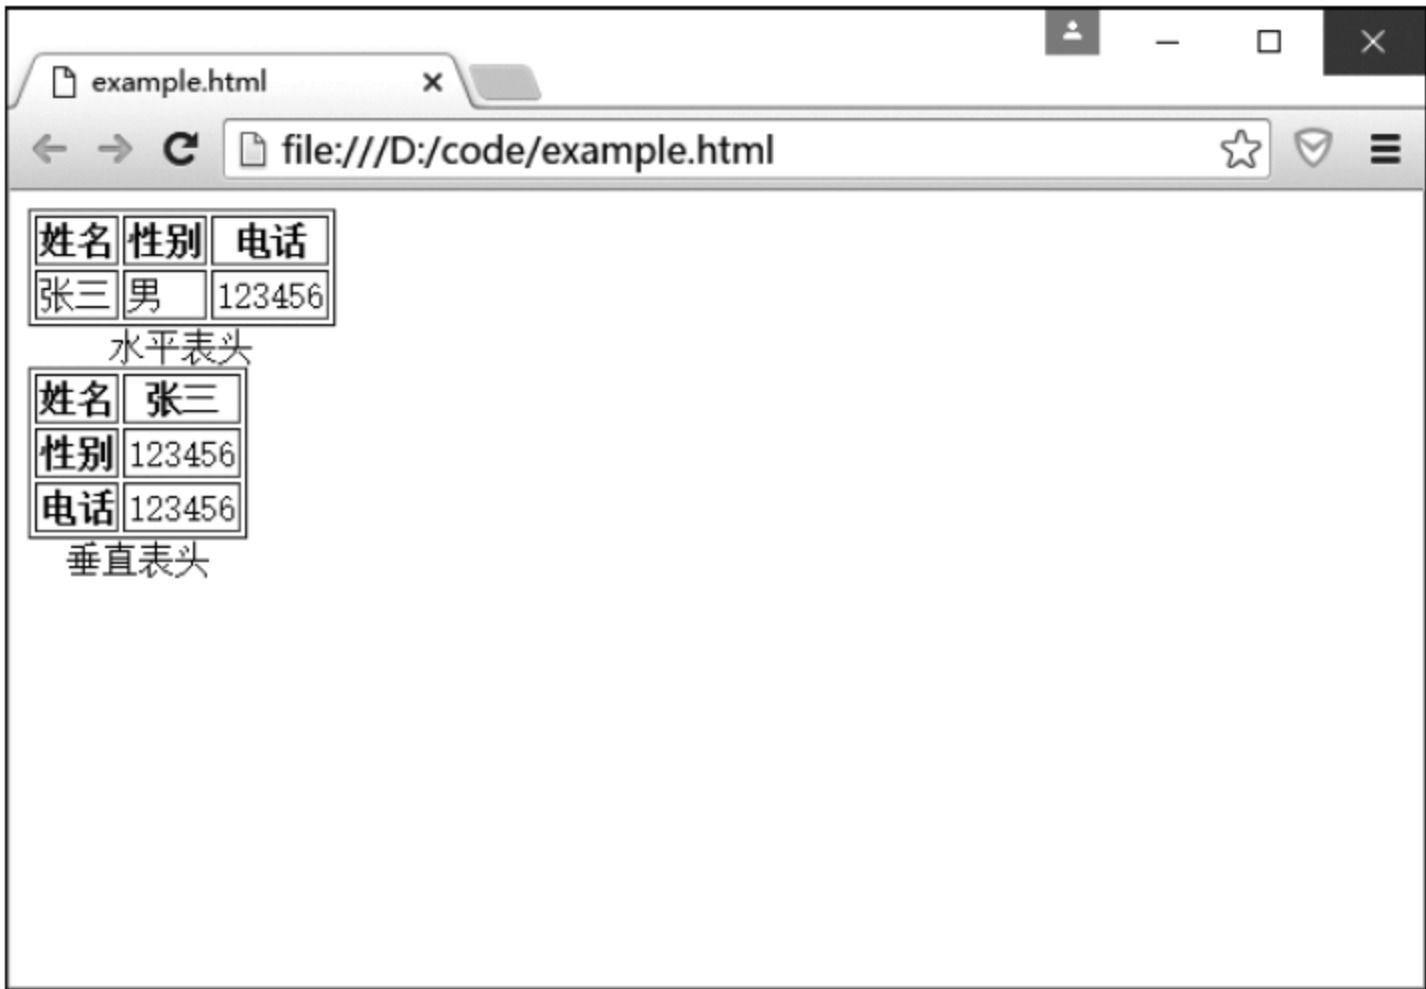 example.html
file:///D:/code/example.html
姓名 性别 电话
张三 男 123456
水平表头
姓名 张三
性别 123456
电话 123456
垂直表头